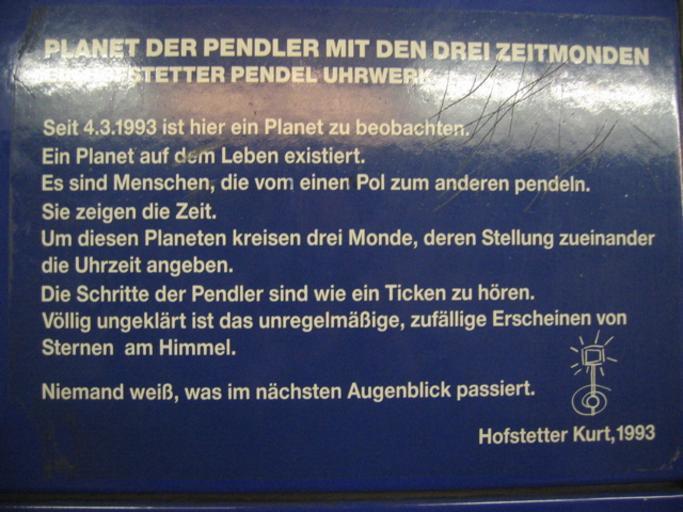 PLANET DER PENDLER MIT DEN DREI ZEITMONDEN
PENDEL UHRWERK
Seit 4.3.1993 ist hier ein Planet zu beobachten.
Ein Planet auf dem Leben existiert.
Es sind Menschen, die vom einen Pol zum anderen pendeln.
Sie zeigen die Zeit.
Um diesen Planeten kreisen drei Monde, deren Stellung zueinander
die Uhrzeit angeben.
Die Schritte der Pendler sind wie ein Ticken zu hören.
Völlig ungeklärt ist das unregelmäßige, zufällige Erscheinen von
Sternen am Himmel.
Niemand weiß, was im nächsten Augenblick passiert.
Hofstetter Kurt,1993